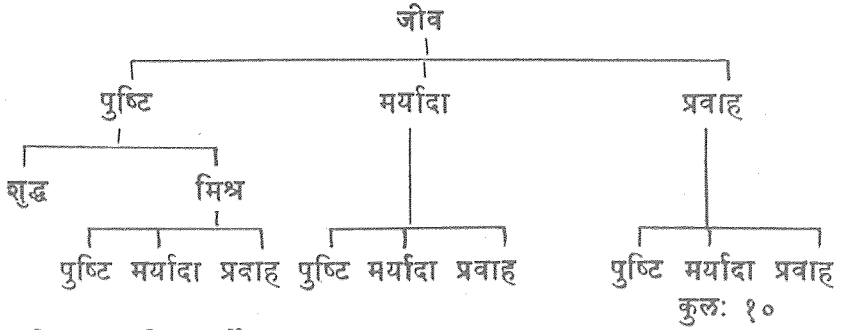 जीव
पुष्टि मर्यादा प्रवाह
शुद्ध मिश्र
पुष्टि मर्यादा प्रवाह पुष्टि मर्यादा प्रवाह पुष्टि मर्यादा प्रवाह
कुल: १०